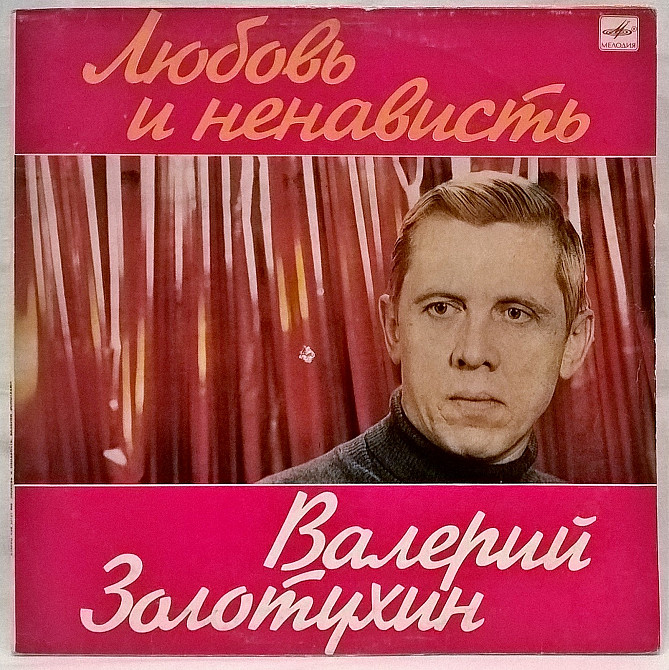 Любовь
и ненависть
МЕЛОДИЯ
Валерий
Золотухин